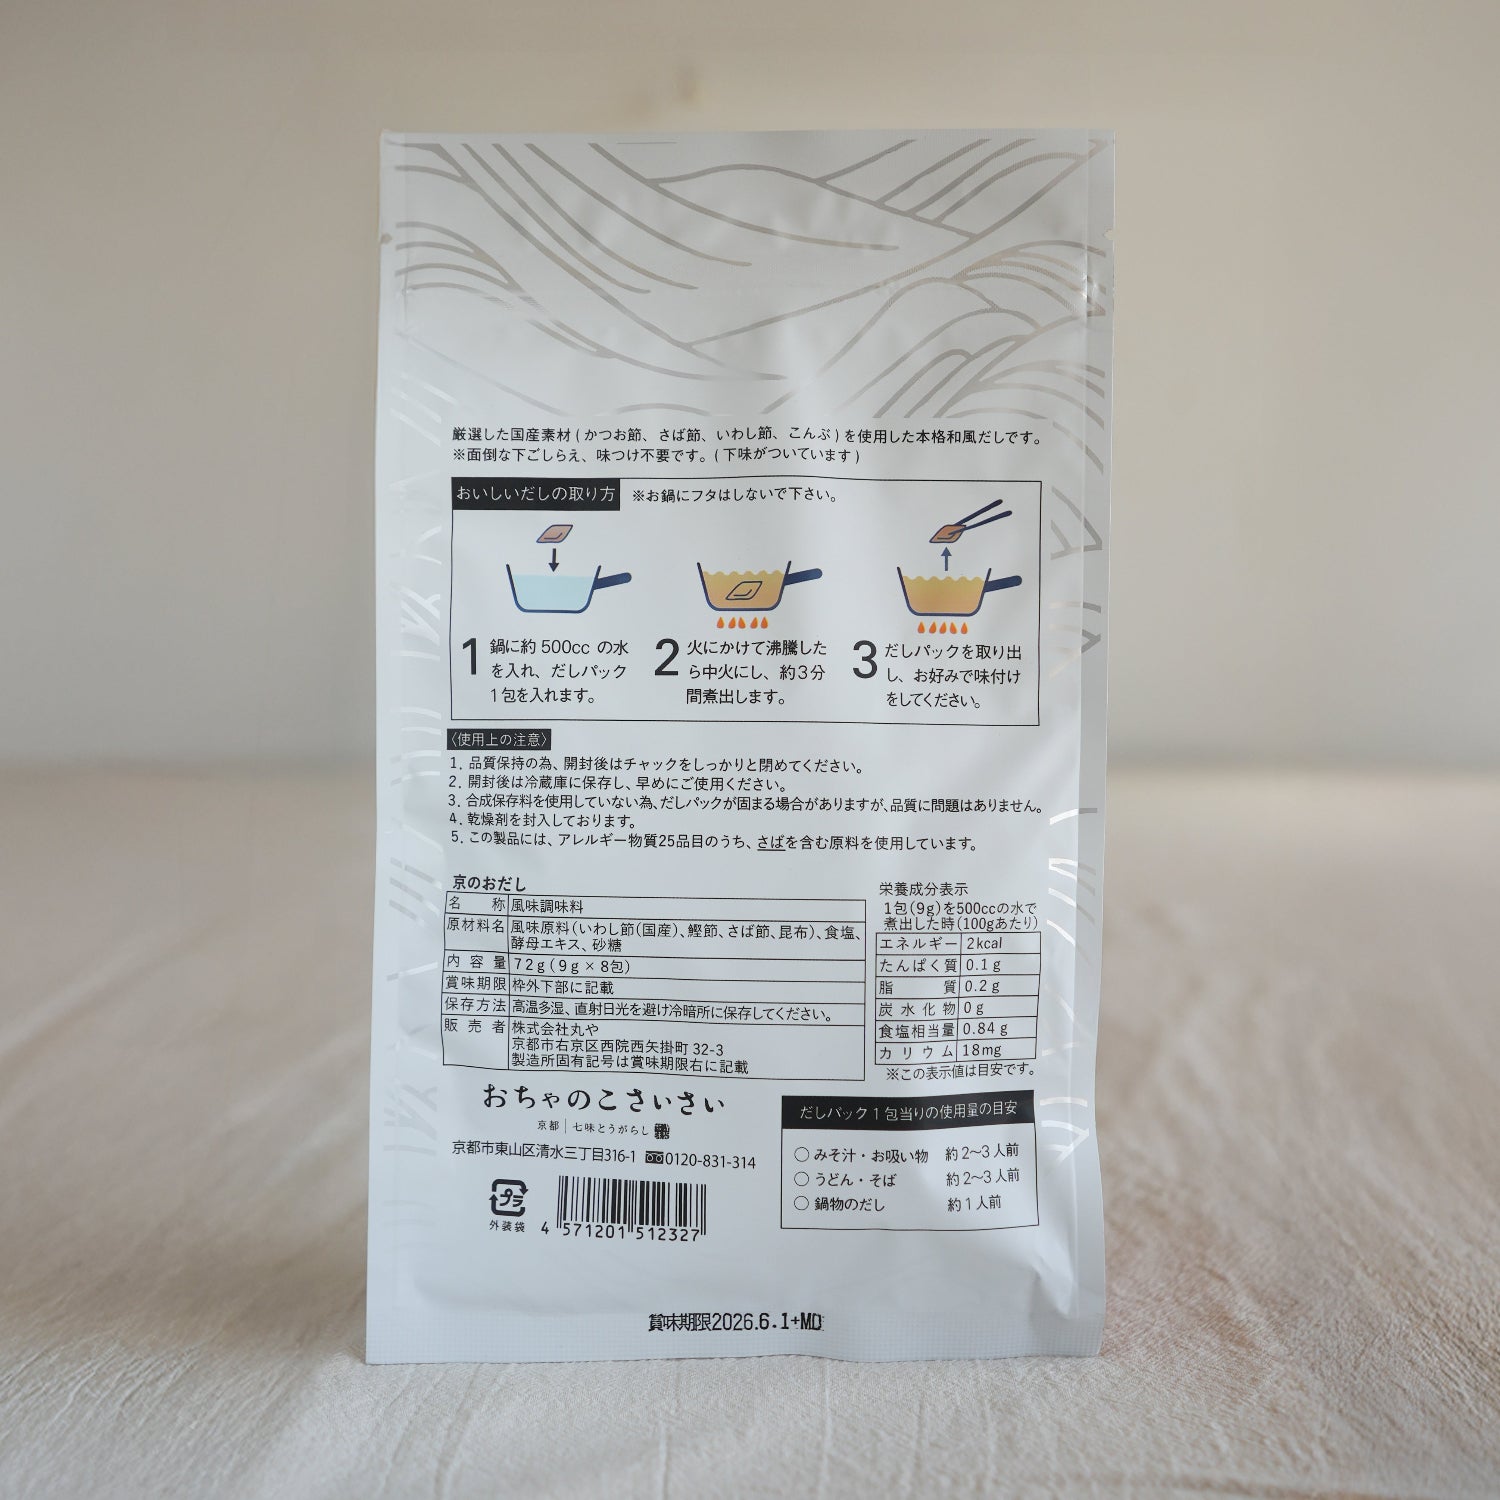 厳選した国産素材(かつお節、さば節、いわし節、こんぶ)を使用した本格和風だしです。
※面倒な下ごしらえ、味つけ不要です。(下味がついています)
おいしいだしの取り方 ※お鍋にフタはしないで下さい。
1 鍋に約500ccの水
を入れ、だしパック
1包を入れます。
2 火にかけて沸騰した
ら中火にし、約3分
間煮出します。
3 だしパックを取り出
し、お好みで味付け
をしてください。
〈使用上の注意〉
1. 品質保持の為、開封後はチャックをしっかりと閉めてください。
2. 開封後は冷蔵庫に保存し、早めにご使用ください。
3. 合成保存料を使用していない為、だしパックが固まる場合がありますが、品質に問題はありません。
4. 乾燥剤を封入しております。
5. この製品には、アレルギー物質25品目のうち、さばを含む原料を使用しています。
京のおだし
名称 風味調味料
原材料名 風味原料(いわし節(国産)、鰹節、さば節、昆布)、食塩、
酵母エキス、砂糖
内容量 72g(9g×8包)
賞味期限 枠外下部に記載
保存方法 高温多湿、直射日光を避け冷暗所に保存してください。
販売者 株式会社丸や
京都市右京区西院西矢掛町 32-3
製造所固有記号は賞味期限右に記載
栄養成分表示
1包(9g)を500ccの水で
煮出した時(100gあたり)
エネルギー 2kcal
たんぱく質 0.1g
脂質 0.2g
炭水化物 0g
食塩相当量 0.84g
カリウム 18mg
※この表示値は目安です。
おちゃのこさいさい
京都 | 七味とうがらし
京都市東山区清水三丁目316-1 0120-831-314
プラ
外装袋
4 571201 512327
だしパック1包当りの使用量の目安
○ みそ汁・お吸い物 約2〜3人前
○ うどん・そば 約2〜3人前
○ 鍋物のだし 約1人前
賞味期限2026.6.1+MD